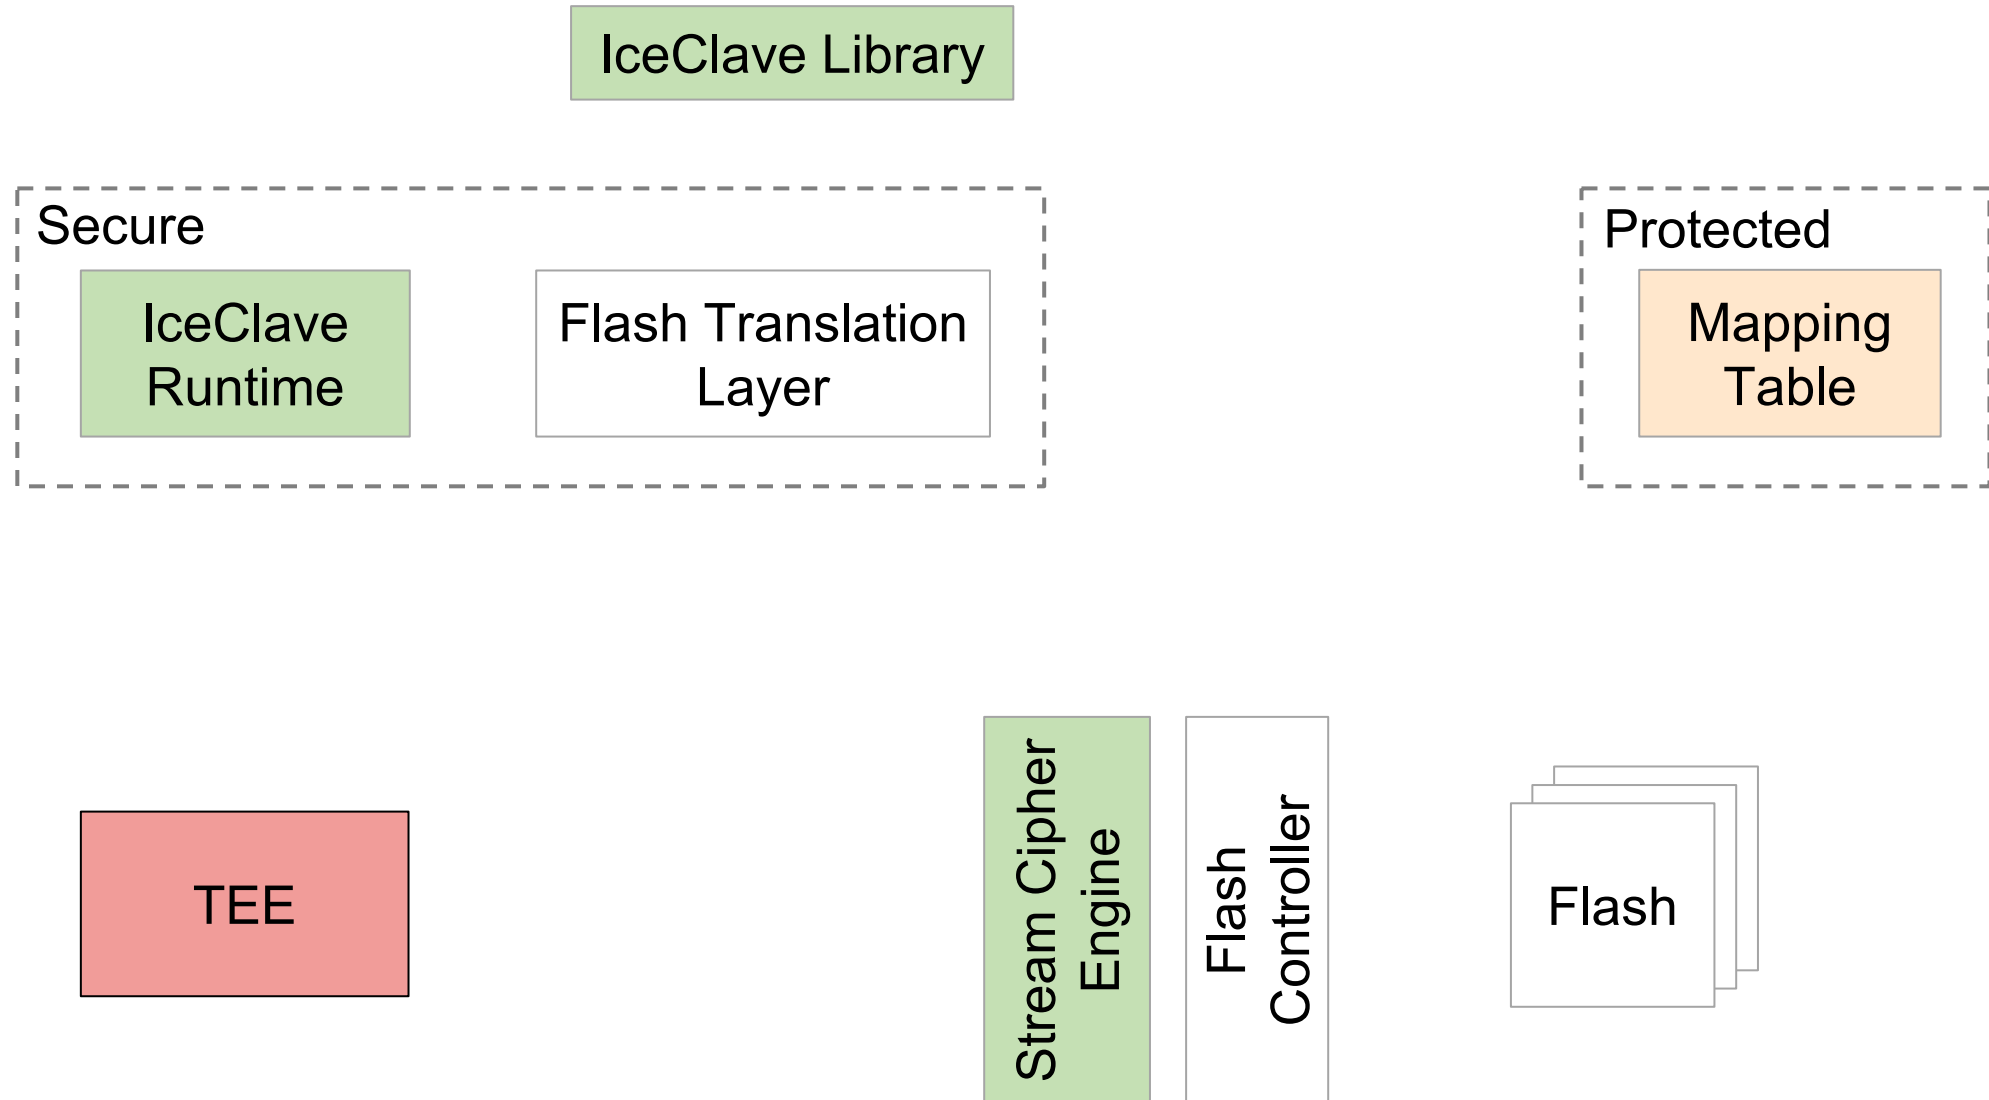 IceClave Library
Secure
Protected
IceClave
Runtime
Flash Translation
Layer
Mapping
Table
TEE
Stream Cipher
Engine
Flash
Controller
Flash